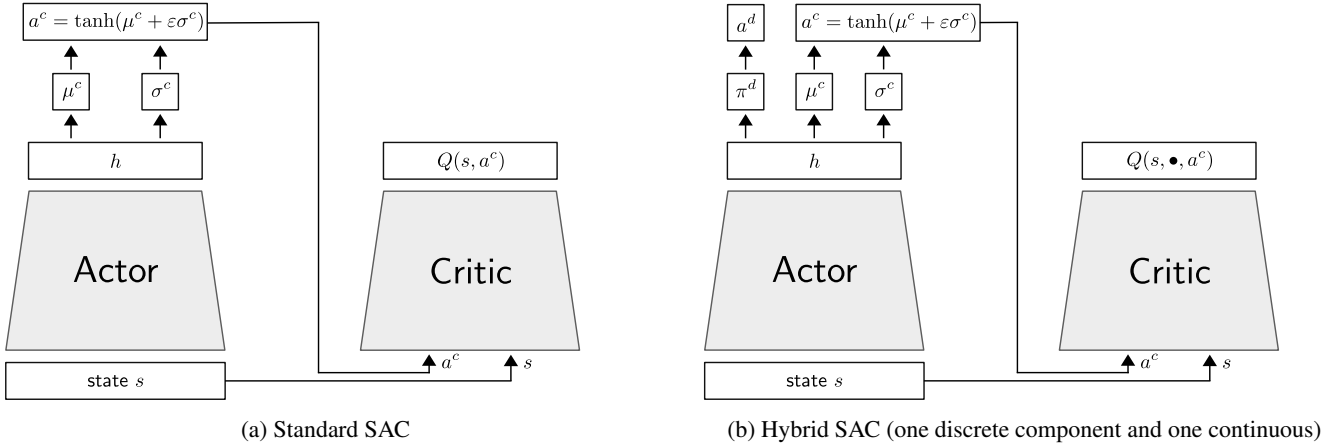 a^c = tanh(μ^c + εσ^c)
μ^c σ^c
h
Q(s, a^c)
Actor
Critic
a^c s
state s
(a) Standard SAC
a^d a^c = tanh(μ^c + εσ^c)
π^d μ^c σ^c
h
Q(s, •, a^c)
Actor
Critic
a^c s
state s
(b) Hybrid SAC (one discrete component and one continuous)